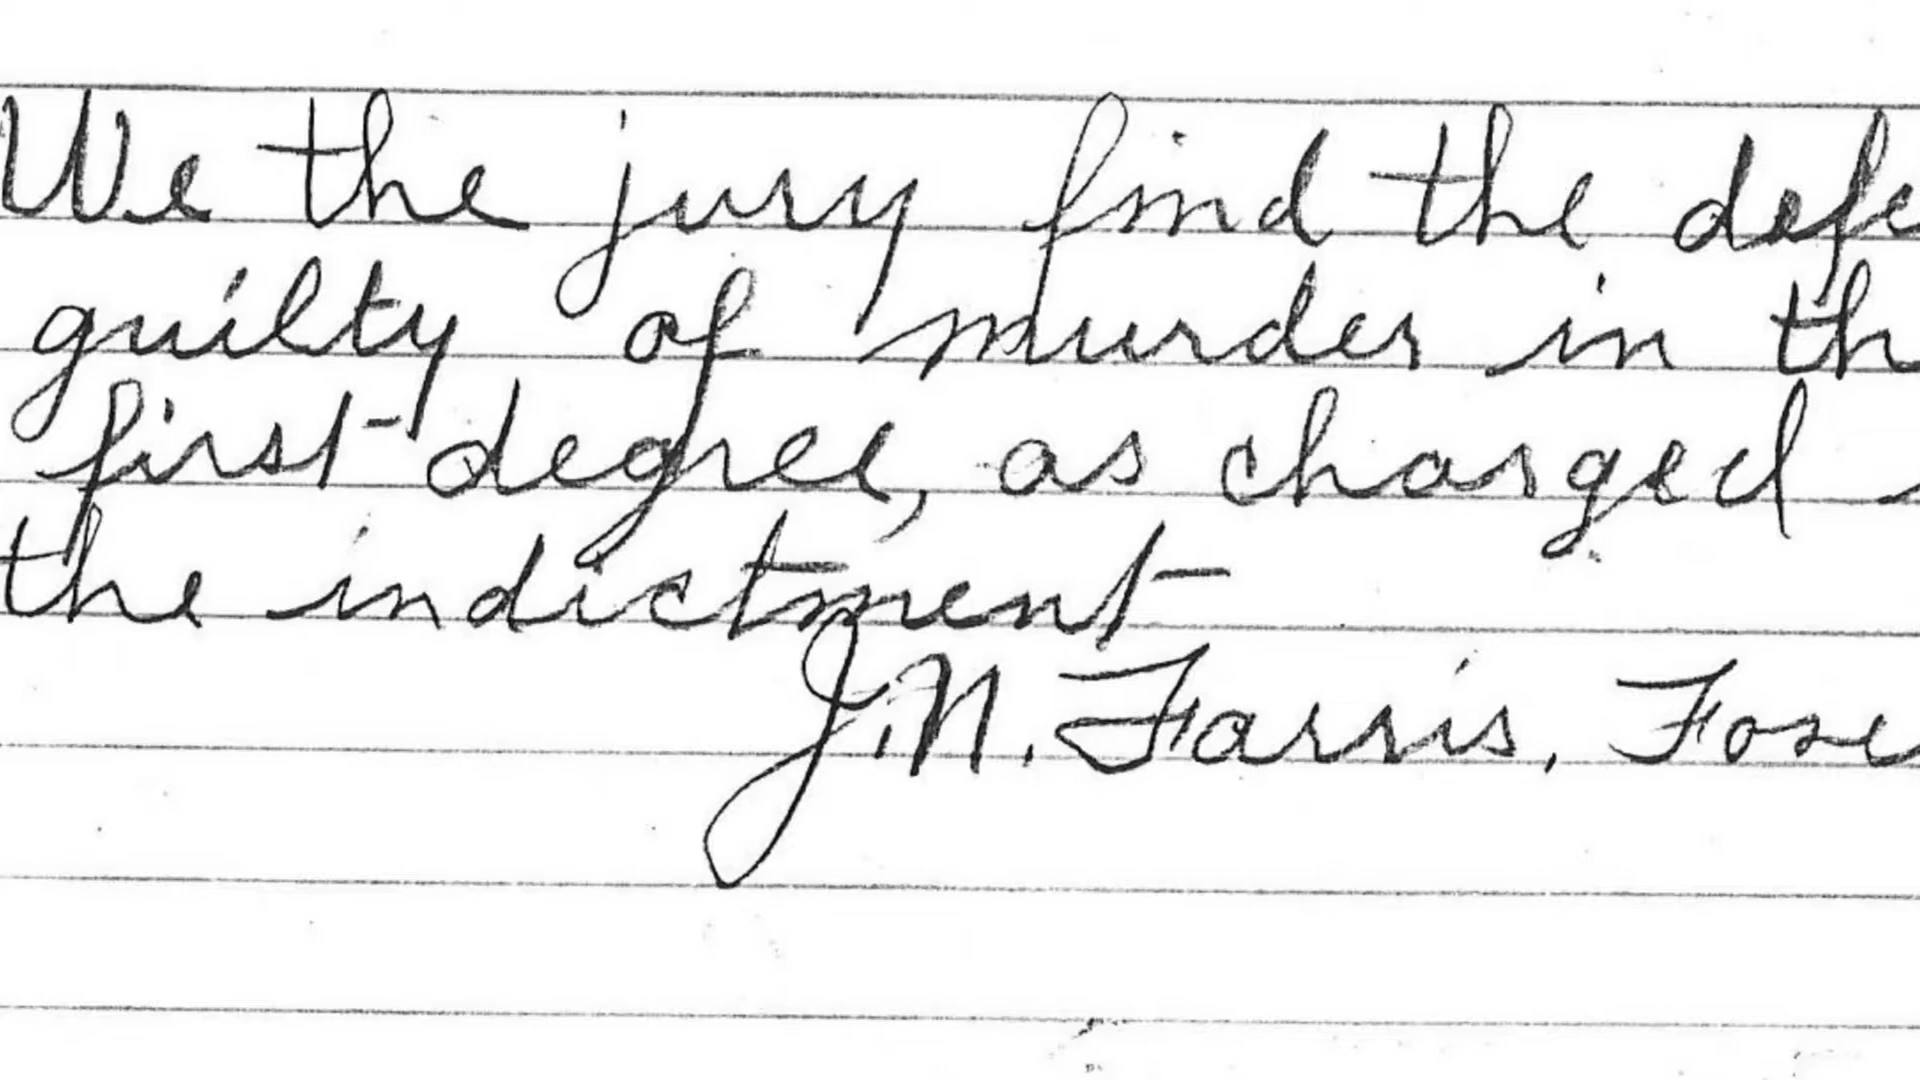 We the jury find the defe
guilty of murder in th
first degree, as charged
the indictment
J.N. Farris, Fore